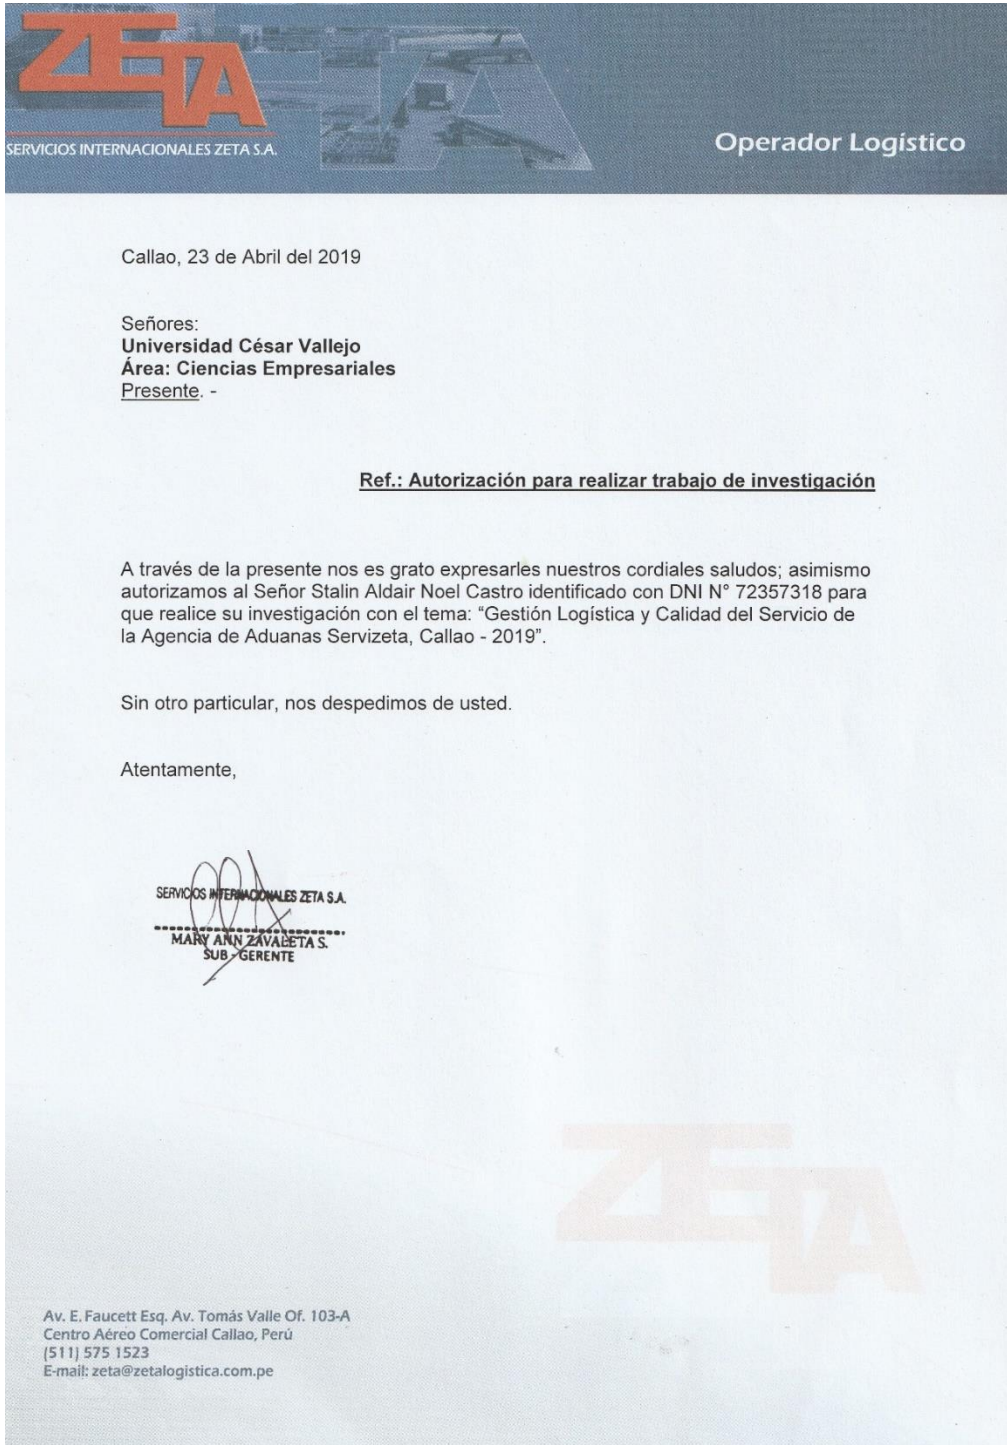 ZETA
SERVICIOS INTERNACIONALES ZETA S.A.
Operador Logístico
Callao, 23 de Abril del 2019
Señores:
Universidad César Vallejo
Área: Ciencias Empresariales
Presente. -
Ref.: Autorización para realizar trabajo de investigación
A través de la presente nos es grato expresarles nuestros cordiales saludos; asimismo
autorizamos al Señor Stalin Aldair Noel Castro identificado con DNI N° 72357318 para
que realice su investigación con el tema: “Gestión Logística y Calidad del Servicio de
la Agencia de Aduanas Servizeta, Callao - 2019”.
Sin otro particular, nos despedimos de usted.
Atentamente,
SERVICIOS INTERNACIONALES ZETA S.A.
MARY ANN ZAVALETA S.
SUB - GERENTE
ZETA
Av. E. Faucett Esq. Av. Tomás Valle Of. 103-A
Centro Aéreo Comercial Callao, Perú
(511) 575 1523
E-mail: zeta@zetalogistica.com.pe